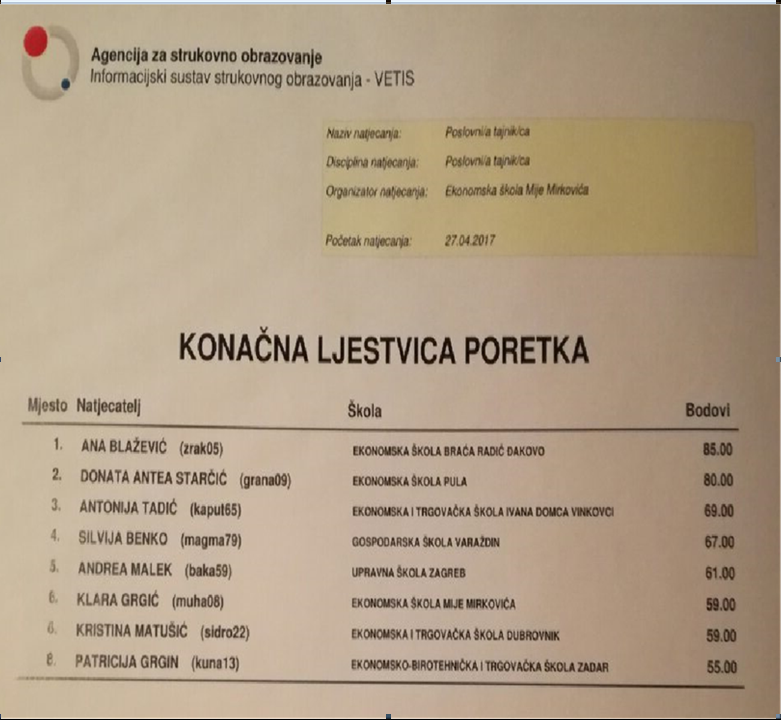 Agencija za strukovno obrazovanje
Informacijski sustav strukovnog obrazovanja - VETIS
Naziv natjecanja: Poslovni/a tajnik/ca
Disciplina natjecanja: Poslovni/a tajnik/ca
Organizator natjecanja: Ekonomska škola Mije Mirkovića
Početak natjecanja: 27.04.2017
KONAČNA LJESTVICA PORETKA
Mjesto Natjecatelj Škola Bodovi
1. ANA BLAŽEVIĆ (zrak05) EKONOMSKA ŠKOLA BRAĆA RADIĆ ĐAKOVO 85.00
2. DONATA ANTEA STARČIĆ (grana09) EKONOMSKA ŠKOLA PULA 80.00
3. ANTONIJA TADIĆ (kaput65) EKONOMSKA I TRGOVAČKA ŠKOLA IVANA DOMCA VINKOVCI 69.00
4. SILVIJA BENKO (magma79) GOSPODARSKA ŠKOLA VARAŽDIN 67.00
5. ANDREA MALEK (baka59) UPRAVNA ŠKOLA ZAGREB 61.00
6. KLARA GRGIĆ (muha08) EKONOMSKA ŠKOLA MIJE MIRKOVIĆA 59.00
6. KRISTINA MATUŠIĆ (sidro22) EKONOMSKA I TRGOVAČKA ŠKOLA DUBROVNIK 59.00
8. PATRICIJA GRGIN (kuna13) EKONOMSKO-BIROTEHNIČKA I TRGOVAČKA ŠKOLA ZADAR 55.00